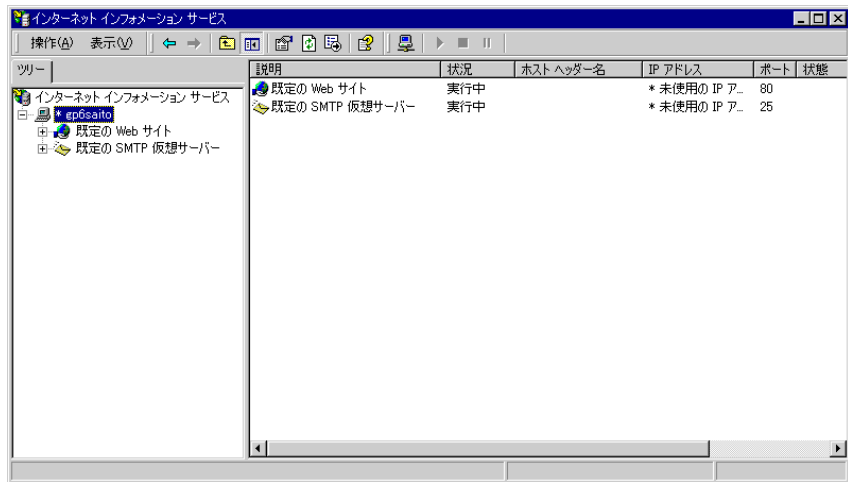 インターネット インフォメーション サービス
操作(A) 表示(V)
ツリー
インターネット インフォメーション サービス
* gp6saito
既定の Web サイト
既定の SMTP 仮想サーバー
説明 状況 ホスト ヘッダー名 IP アドレス ポート 状態
既定の Web サイト 実行中 * 未使用の IP ア... 80
既定の SMTP 仮想サーバー 実行中 * 未使用の IP ア... 25